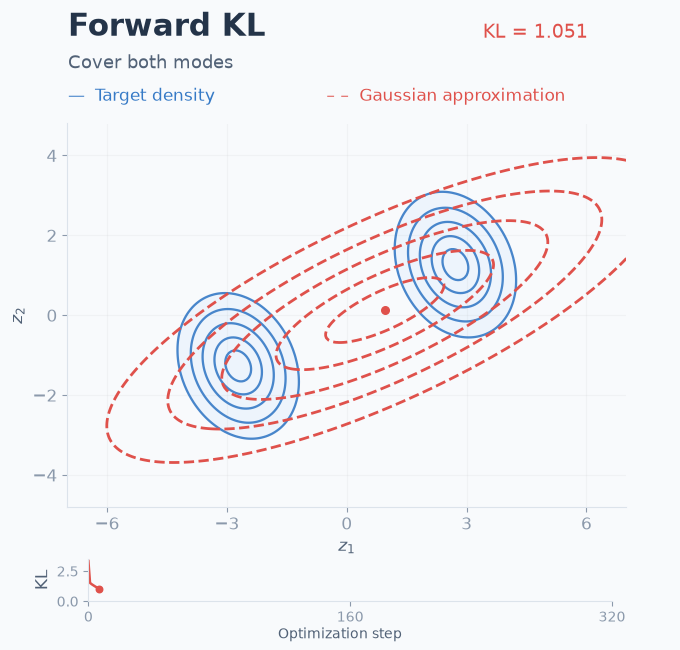 Forward KL
KL = 1.051
Cover both modes
— Target density
-- Gaussian approximation
4
2
0
−2
−4
z₂
−6
−3
0
3
6
z₁
KL
2.5
0.0
0
160
320
Optimization step